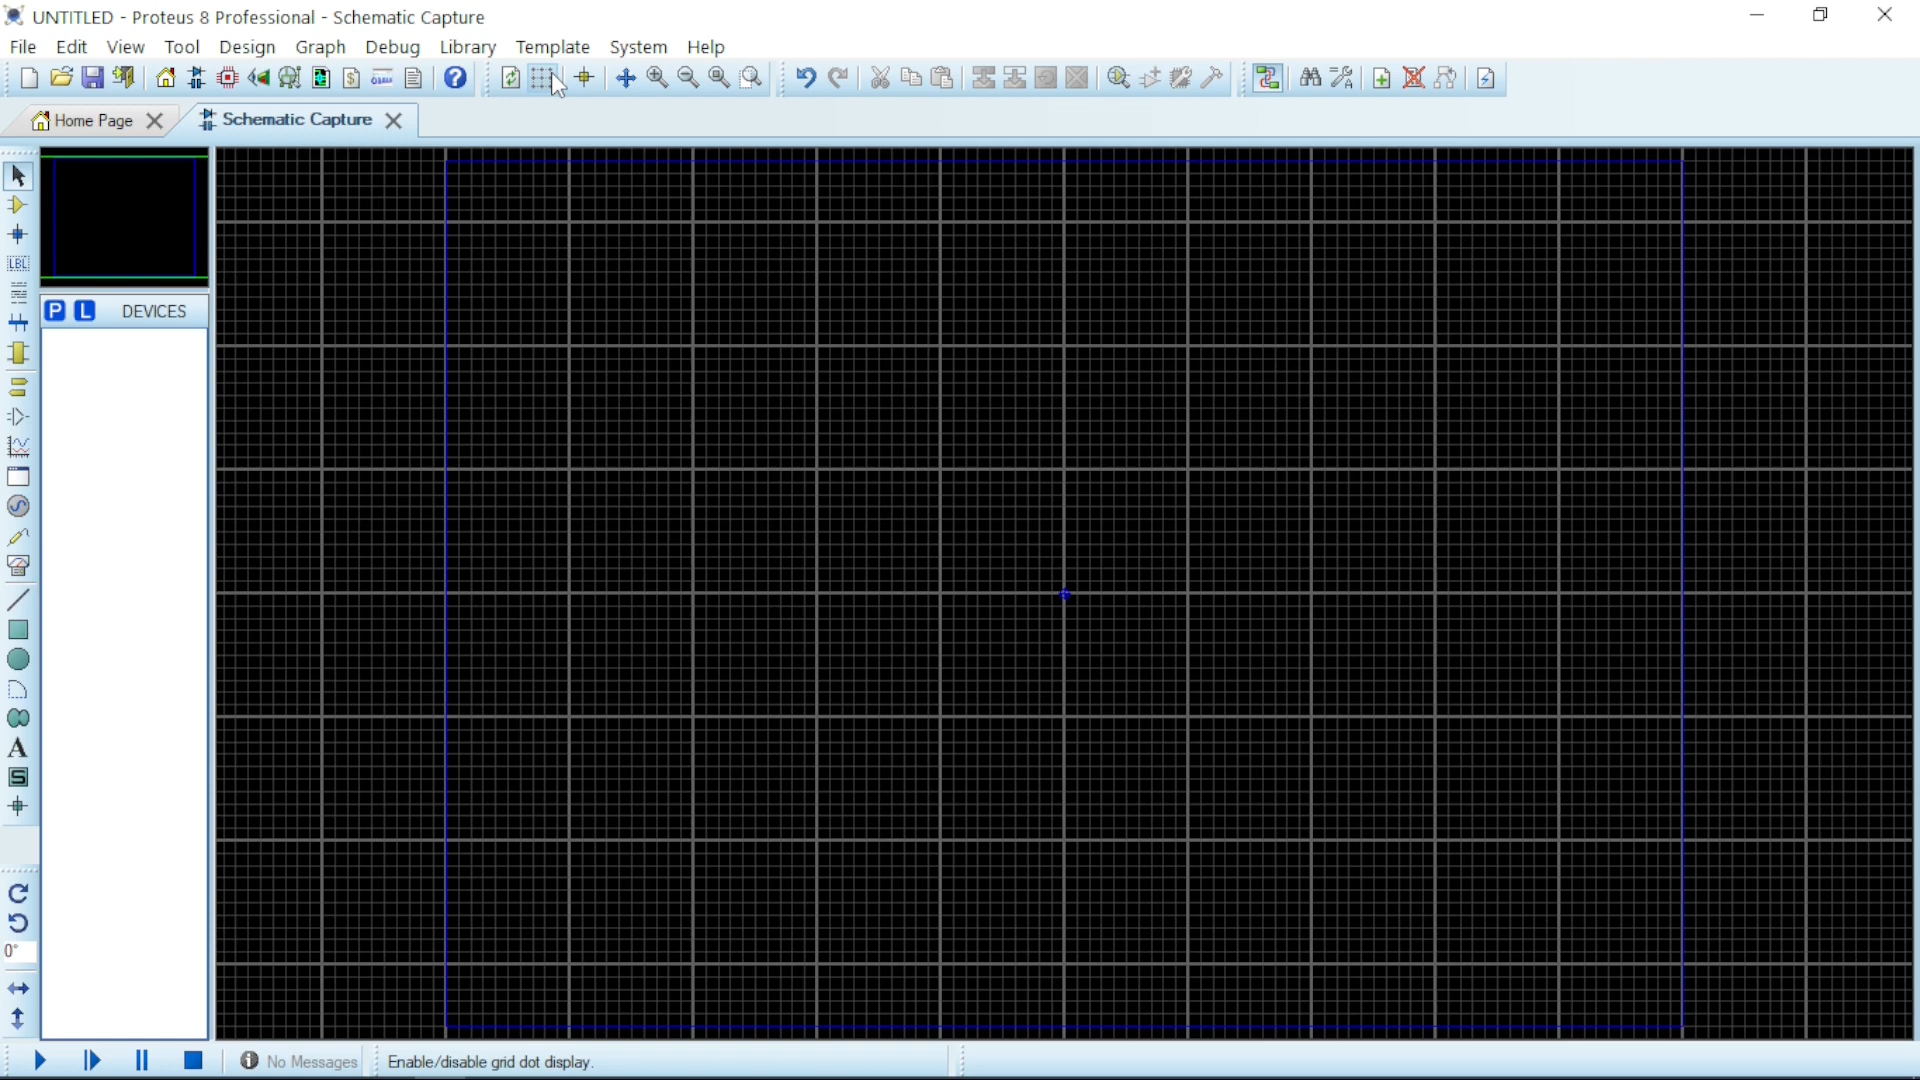 UNTITLED - Proteus 8 Professional - Schematic Capture
File Edit View Tool Design Graph Debug Library Template System Help
Home Page Schematic Capture
P L DEVICES
LBL
A
S
0°
No Messages Enable/disable grid dot display.